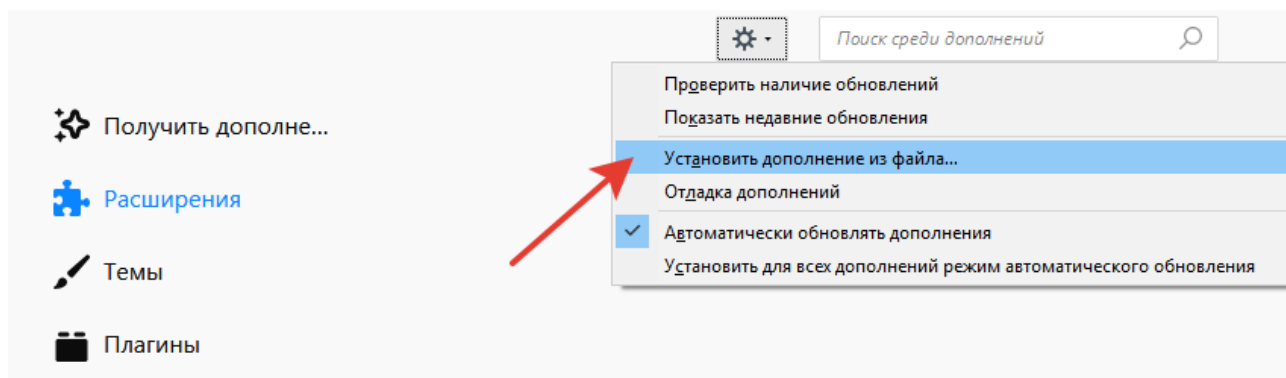 Поиск среди дополнений
Проверить наличие обновлений
Показать недавние обновления
Получить дополне...
Установить дополнение из файла...
Отладка дополнений
Расширения
Автоматически обновлять дополнения
Установить для всех дополнений режим автоматического обновления
Темы
Плагины